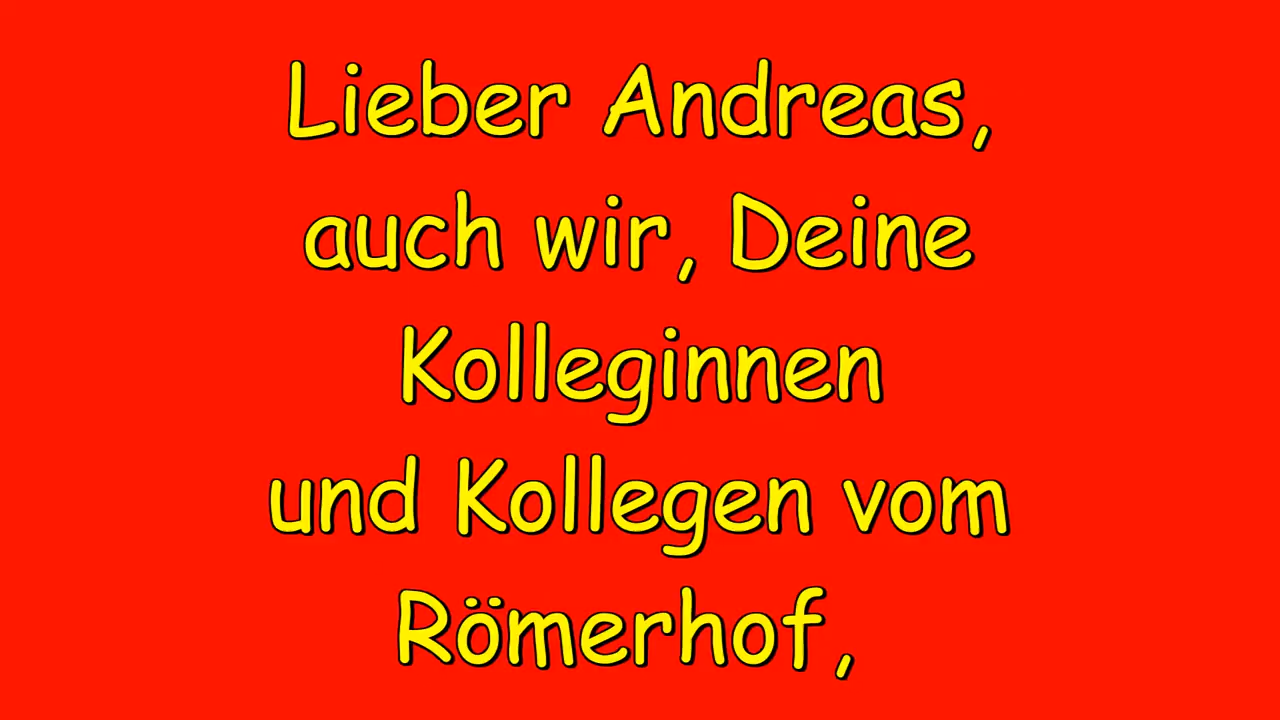 Lieber Andreas,
auch wir, Deine
Kolleginnen
und Kollegen vom
Römerhof,